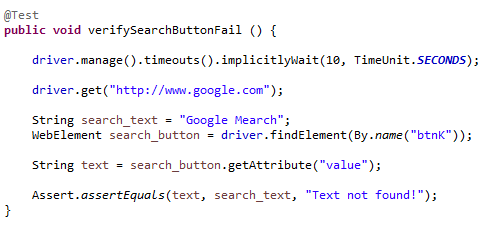 @Test
public void verifySearchButtonFail () {
driver.manage().timeouts().implicitlyWait(10, TimeUnit.SECONDS);
driver.get("http://www.google.com");
String search_text = "Google Mearch";
WebElement search_button = driver.findElement(By.name("btnK"));
String text = search_button.getAttribute("value");
Assert.assertEquals(text, search_text, "Text not found!");
}